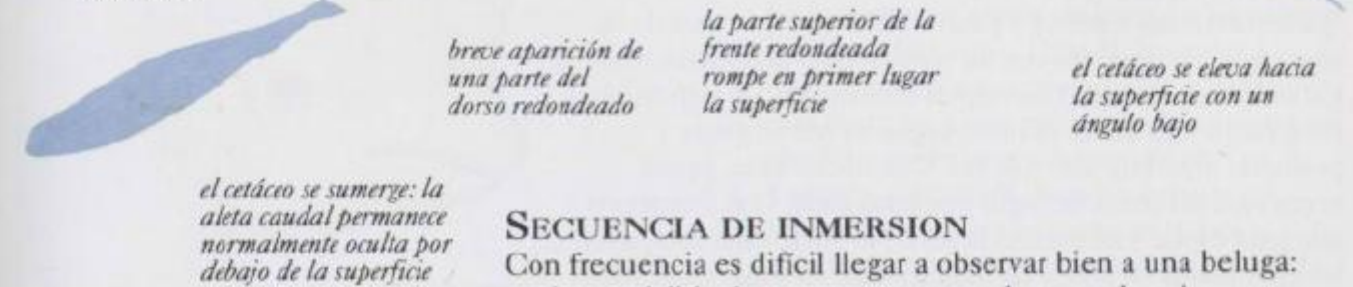 breve aparición de
una parte del
dorso redondeado
la parte superior de la
frente redondeada
rompe en primer lugar
la superficie
el cetáceo se eleva hacia
la superficie con un
ángulo bajo
el cetáceo se sumerge: la
aleta caudal permanece
normalmente oculta por
debajo de la superficie
SECUENCIA DE INMERSION
Con frecuencia es difícil llegar a observar bien a una beluga: